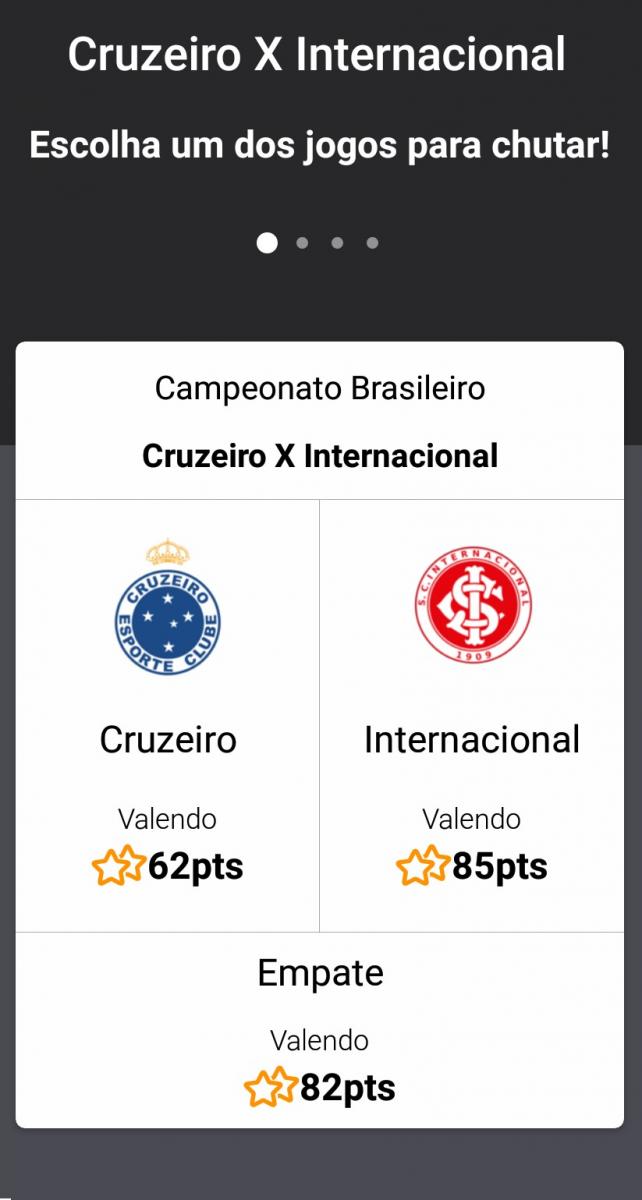 Cruzeiro X Internacional
Escolha um dos jogos para chutar!
Campeonato Brasileiro
Cruzeiro X Internacional
CRUZEIRO
ESPORTE CLUBE
S.C.INTERNACIONAL
1909
Cruzeiro
Internacional
Valendo
62pts
Valendo
85pts
Empate
Valendo
82pts